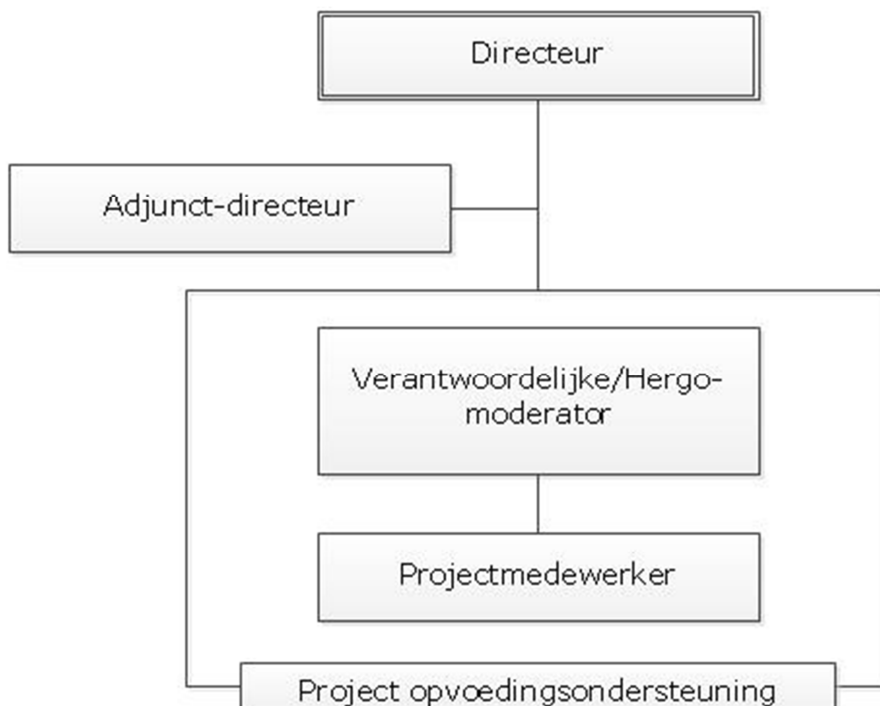 Directeur
Adjunct-directeur
Verantwoordelijke/Hergo-
moderator
Projectmedewerker
Project opvoedingsondersteuning